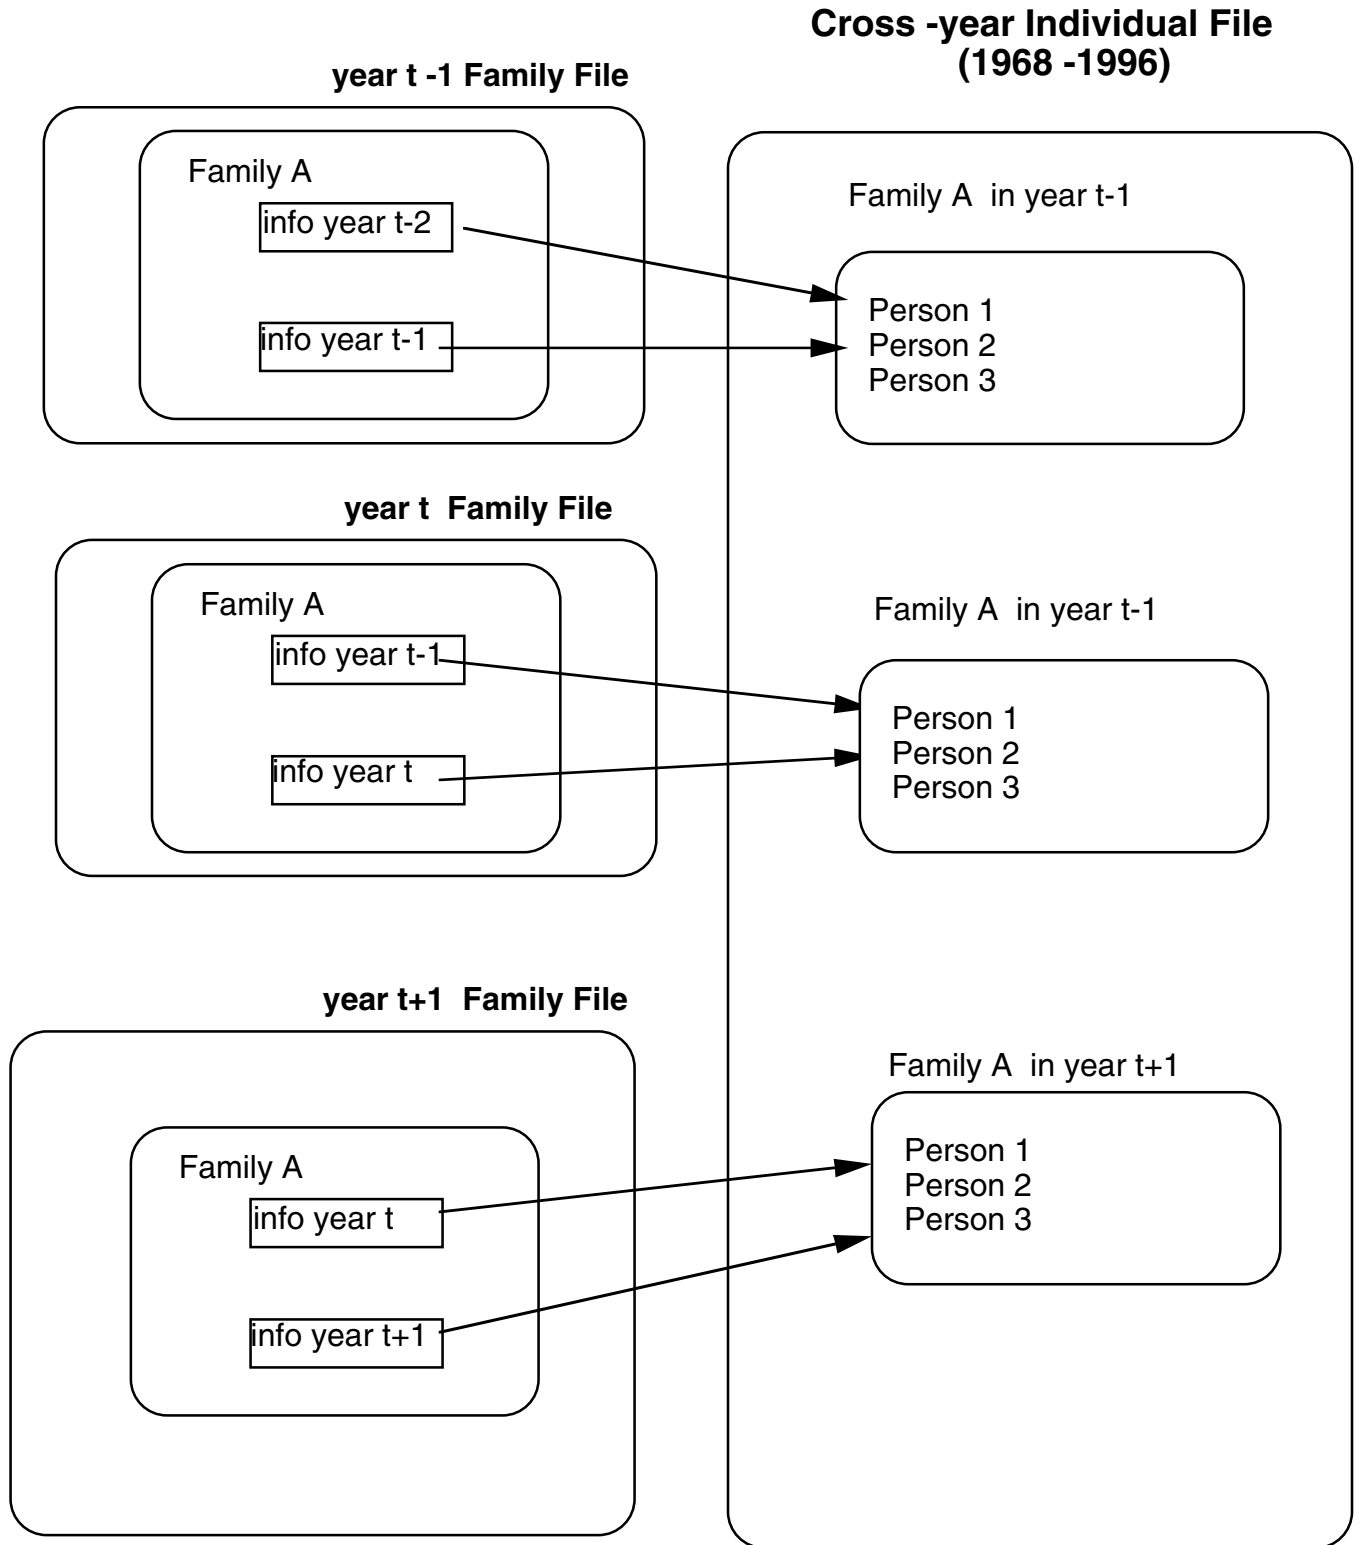 Cross -year Individual File
(1968 -1996)
year t -1 Family File
Family A
info year t-2
info year t-1
Family A  in year t-1
Person 1
Person 2
Person 3
year t  Family File
Family A
info year t-1
info year t
Family A  in year t-1
Person 1
Person 2
Person 3
year t+1  Family File
Family A
info year t
info year t+1
Family A  in year t+1
Person 1
Person 2
Person 3